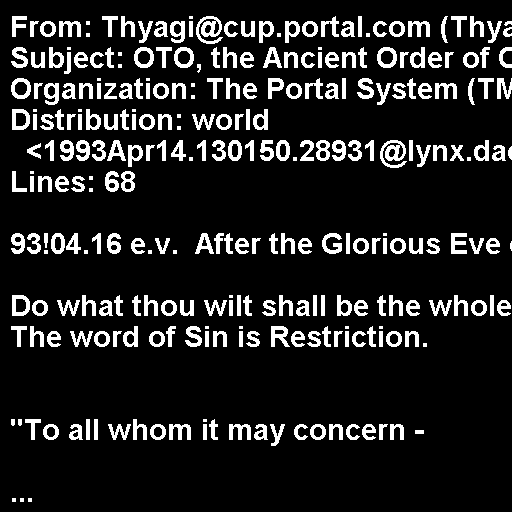 From: Thyagi@cup.portal.com (Thya
Subject: OTO, the Ancient Order of O
Organization: The Portal System (TM
Distribution: world
<1993Apr14.130150.28931@lynx.dac
Lines: 68
93!04.16 e.v. After the Glorious Eve
Do what thou wilt shall be the whole
The word of Sin is Restriction.
"To all whom it may concern -
...